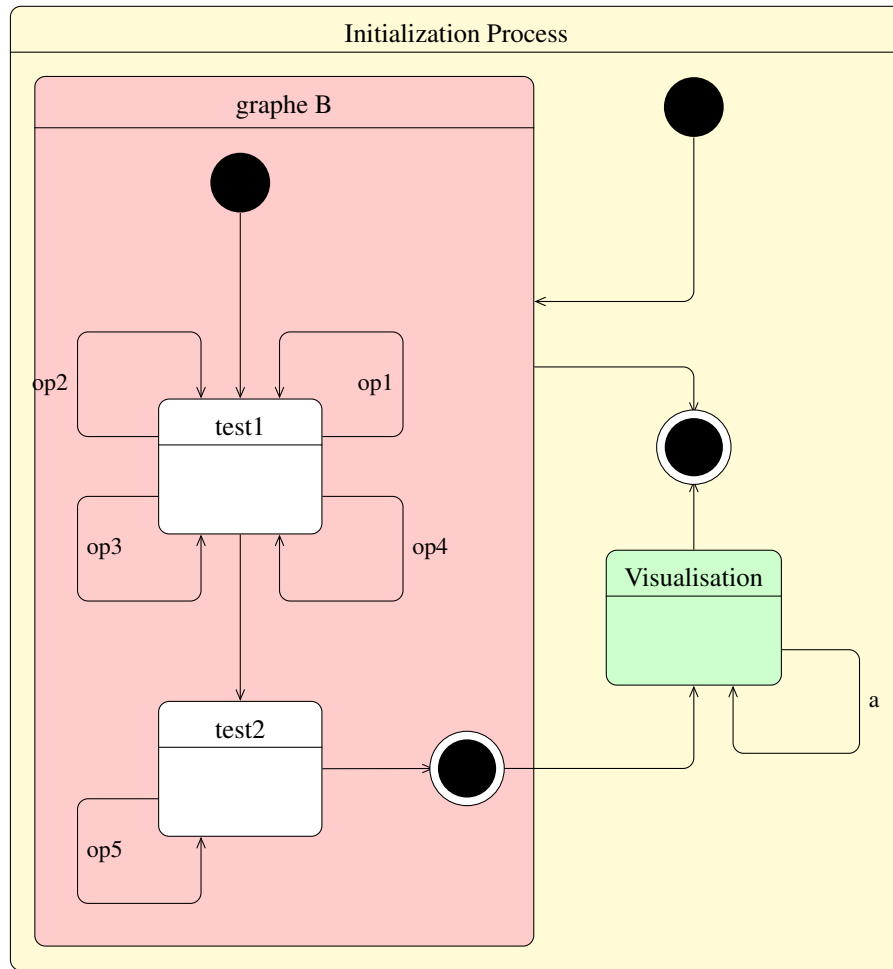 Initialization Process
graphe B
op2
op1
test1
op3
op4
Visualisation
test2
a
op5